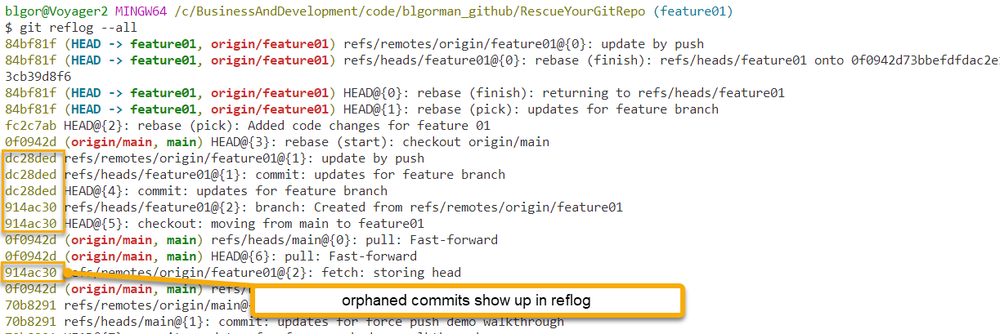 blgor@Voyager2 MINGW64 /c/BusinessAndDevelopment/code/blgorman_github/RescueYourGitRepo (feature01)
$ git reflog --all
84bf81f (HEAD -> feature01, origin/feature01) refs/remotes/origin/feature01@{0}: update by push
84bf81f (HEAD -> feature01, origin/feature01) refs/heads/feature01@{0}: rebase (finish): refs/heads/feature01 onto 0f0942d73bbefdfdac2e
3cb39d8f6
84bf81f (HEAD -> feature01, origin/feature01) HEAD@{0}: rebase (finish): returning to refs/heads/feature01
84bf81f (HEAD -> feature01, origin/feature01) HEAD@{1}: rebase (pick): updates for feature branch
fc2c7ab HEAD@{2}: rebase (pick): Added code changes for feature 01
0f0942d (origin/main, main) HEAD@{3}: rebase (start): checkout origin/main
dc28ded refs/remotes/origin/feature01@{1}: update by push
dc28ded refs/heads/feature01@{1}: commit: updates for feature branch
dc28ded HEAD@{4}: commit: updates for feature branch
914ac30 refs/heads/feature01@{2}: branch: Created from refs/remotes/origin/feature01
914ac30 HEAD@{5}: checkout: moving from main to feature01
0f0942d (origin/main, main) refs/heads/main@{0}: pull: Fast-forward
0f0942d (origin/main, main) HEAD@{6}: pull: Fast-forward
914ac30 refs/remotes/origin/feature01@{2}: fetch: storing head
0f0942d (origin/main, main)
orphaned commits show up in reflog
70b8291 refs/remotes/origin/main@
70b8291 refs/heads/main@{1}: commit: updates for force push demo walkthrough